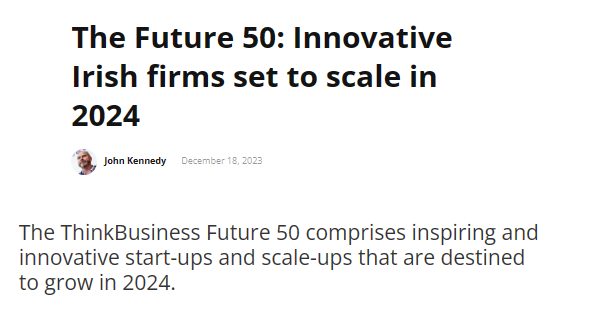 The Future 50: Innovative
Irish firms set to scale in
2024
John Kennedy December 18, 2023
The ThinkBusiness Future 50 comprises inspiring and
innovative start-ups and scale-ups that are destined
to grow in 2024.